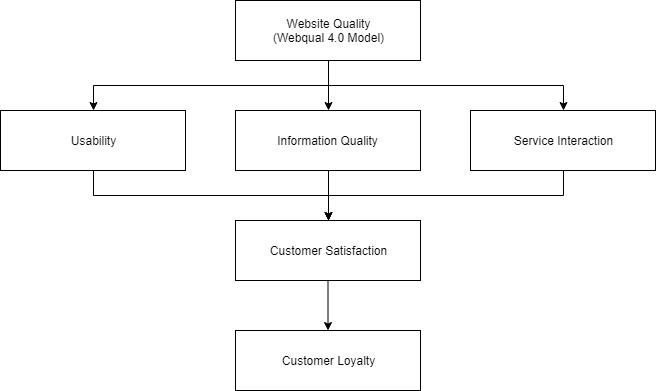 Website Quality
(Webqual 4.0 Model)
Usability
Information Quality
Service Interaction
Customer Satisfaction
Customer Loyalty